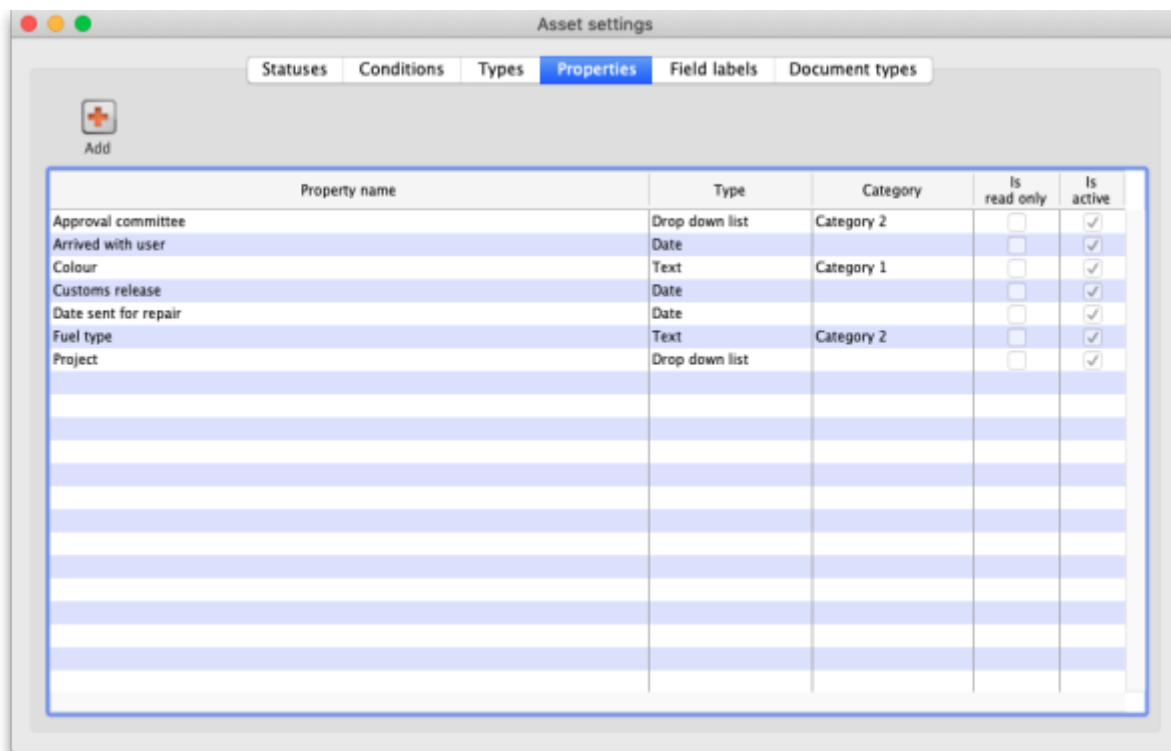 Asset settings
Statuses Conditions Types Properties Field labels Document types
Add
Property name Type Category Is read only Is active
Approval committee Drop down list Category 2
Arrived with user Date
Colour Text Category 1
Customs release Date
Date sent for repair Date
Fuel type Text Category 2
Project Drop down list